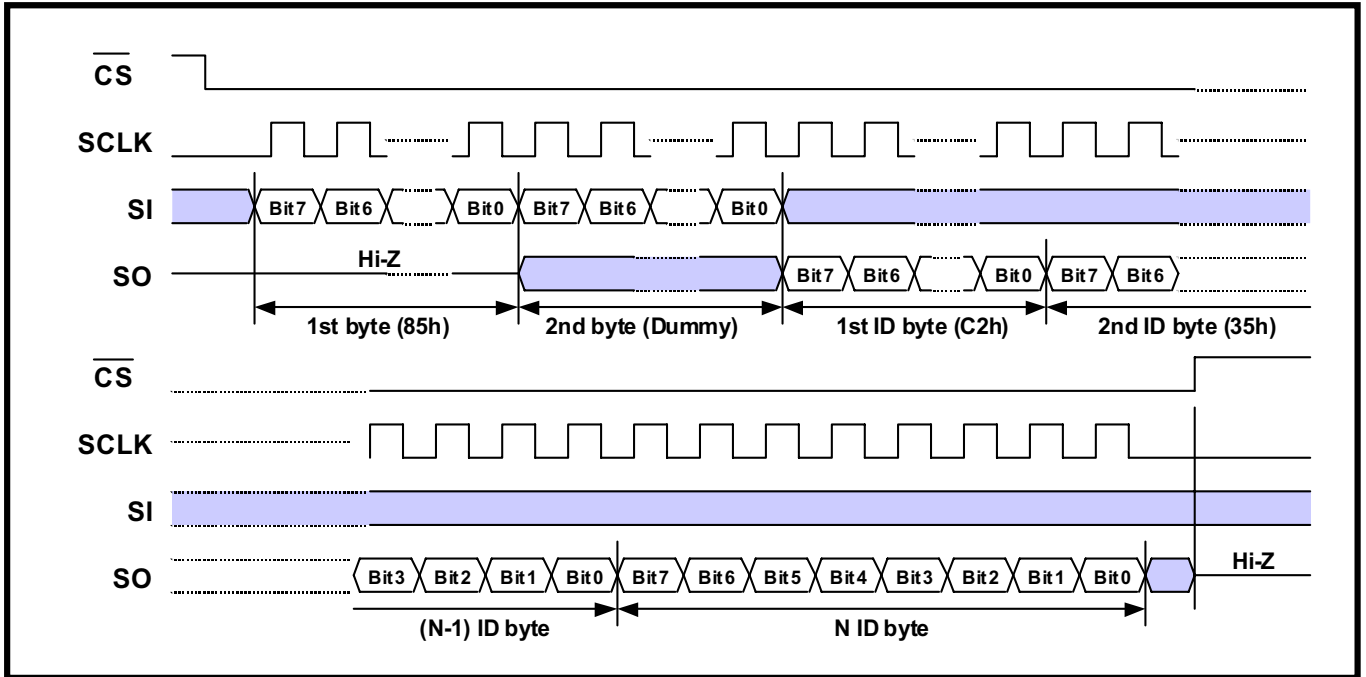 CS
SCLK
SI Bit7 Bit6 Bit0 Bit7 Bit6 Bit0
Hi-Z
SO Bit7 Bit6 Bit0 Bit7 Bit6
1st byte (85h) 2nd byte (Dummy) 1st ID byte (C2h) 2nd ID byte (35h)
CS
SCLK
SI
SO Bit3 Bit2 Bit1 Bit0 Bit7 Bit6 Bit5 Bit4 Bit3 Bit2 Bit1 Bit0 Hi-Z
(N-1) ID byte N ID byte